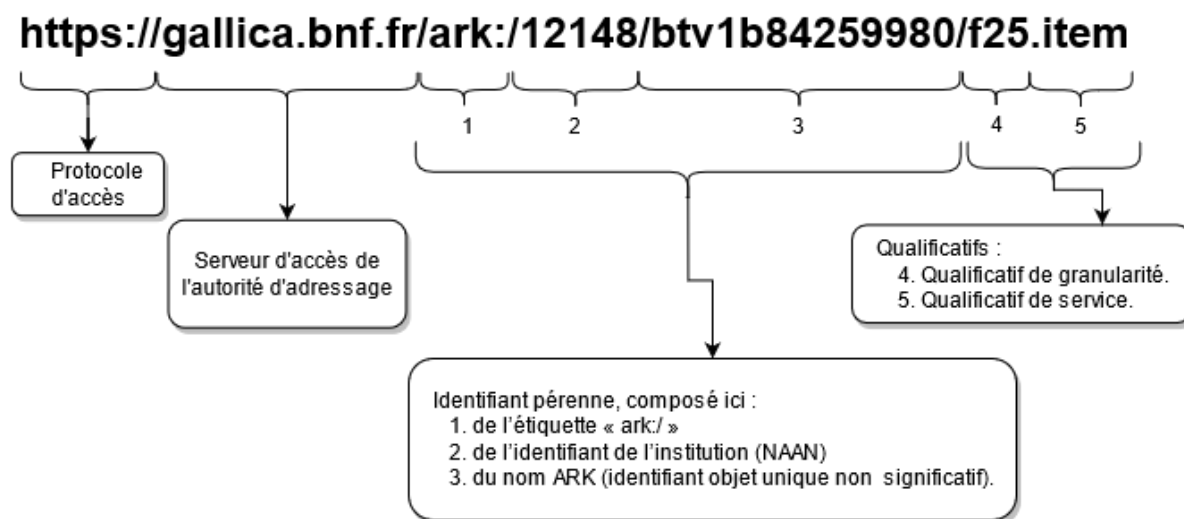 https://gallica.bnf.fr/ark:/12148/btv1b84259980/f25.item
1 2 3 4 5
Protocole
d'accès
Serveur d'accès de
l'autorité d'adressage
Qualificatifs :
4. Qualificatif de granularité.
5. Qualificatif de service.
Identifiant pérenne, composé ici :
1. de l'étiquette « ark:/ »
2. de l'identifiant de l'institution (NAAN)
3. du nom ARK (identifiant objet unique non significatif).